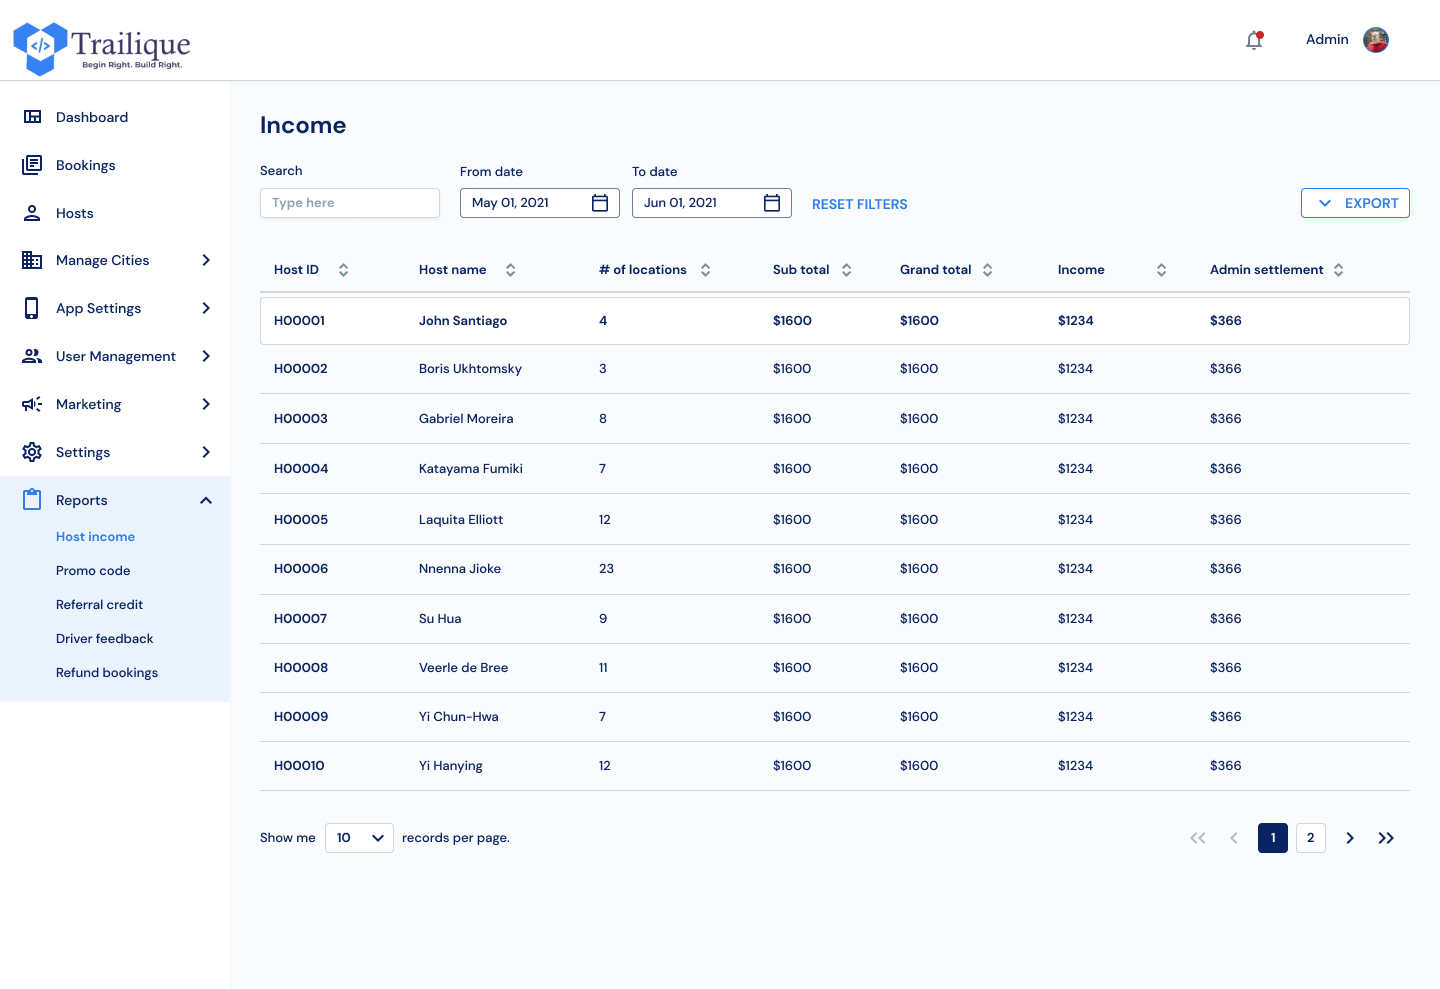 Trailique
Begin Right. Build Right.
Admin
Dashboard
Bookings
Hosts
Manage Cities
App Settings
User Management
Marketing
Settings
Reports
Host income
Promo code
Referral credit
Driver feedback
Refund bookings
Income
Search From date To date
Type here May 01, 2021 Jun 01, 2021 RESET FILTERS EXPORT
Host ID Host name # of locations Sub total Grand total Income Admin settlement
H00001 John Santiago 4 $1600 $1600 $1234 $366
H00002 Boris Ukhtomsky 3 $1600 $1600 $1234 $366
H00003 Gabriel Moreira 8 $1600 $1600 $1234 $366
H00004 Katayama Fumiki 7 $1600 $1600 $1234 $366
H00005 Laquita Elliott 12 $1600 $1600 $1234 $366
H00006 Nnenna Jioke 23 $1600 $1600 $1234 $366
H00007 Su Hua 9 $1600 $1600 $1234 $366
H00008 Veerle de Bree 11 $1600 $1600 $1234 $366
H00009 Yi Chun-Hwa 7 $1600 $1600 $1234 $366
H00010 Yi Hanying 12 $1600 $1600 $1234 $366
Show me 10 records per page. 1 2